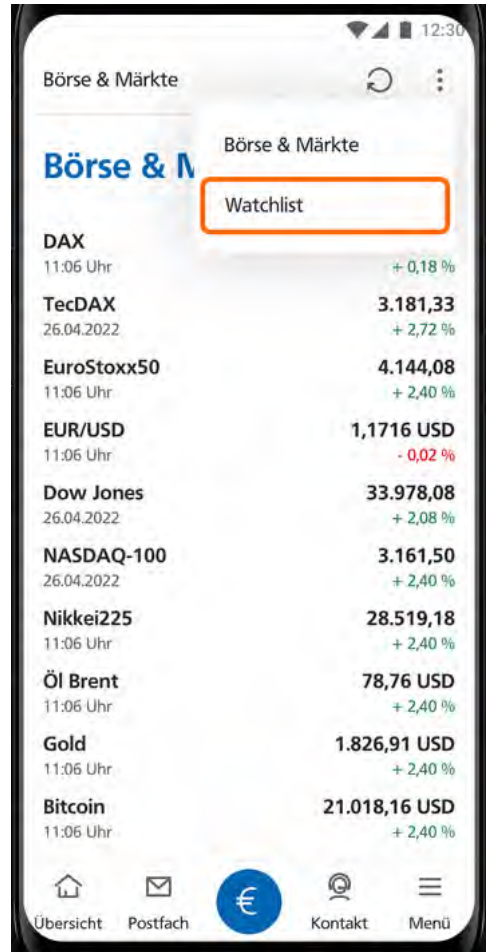 12:30
Börse & Märkte
Börse & Märkte
Börse & M
Watchlist
DAX
11:06 Uhr + 0,18 %
TecDAX 3.181,33
26.04.2022 + 2,72 %
EuroStoxx50 4.144,08
11:06 Uhr + 2,40 %
EUR/USD 1,1716 USD
11:06 Uhr - 0,02 %
Dow Jones 33.978,08
26.04.2022 + 2,08 %
NASDAQ-100 3.161,50
26.04.2022 + 2,40 %
Nikkei225 28.519,18
11:06 Uhr + 2,40 %
Öl Brent 78,76 USD
11:06 Uhr + 2,40 %
Gold 1.826,91 USD
11:06 Uhr + 2,40 %
Bitcoin 21.018,16 USD
11:06 Uhr + 2,40 %
€
Übersicht Postfach Kontakt Menü